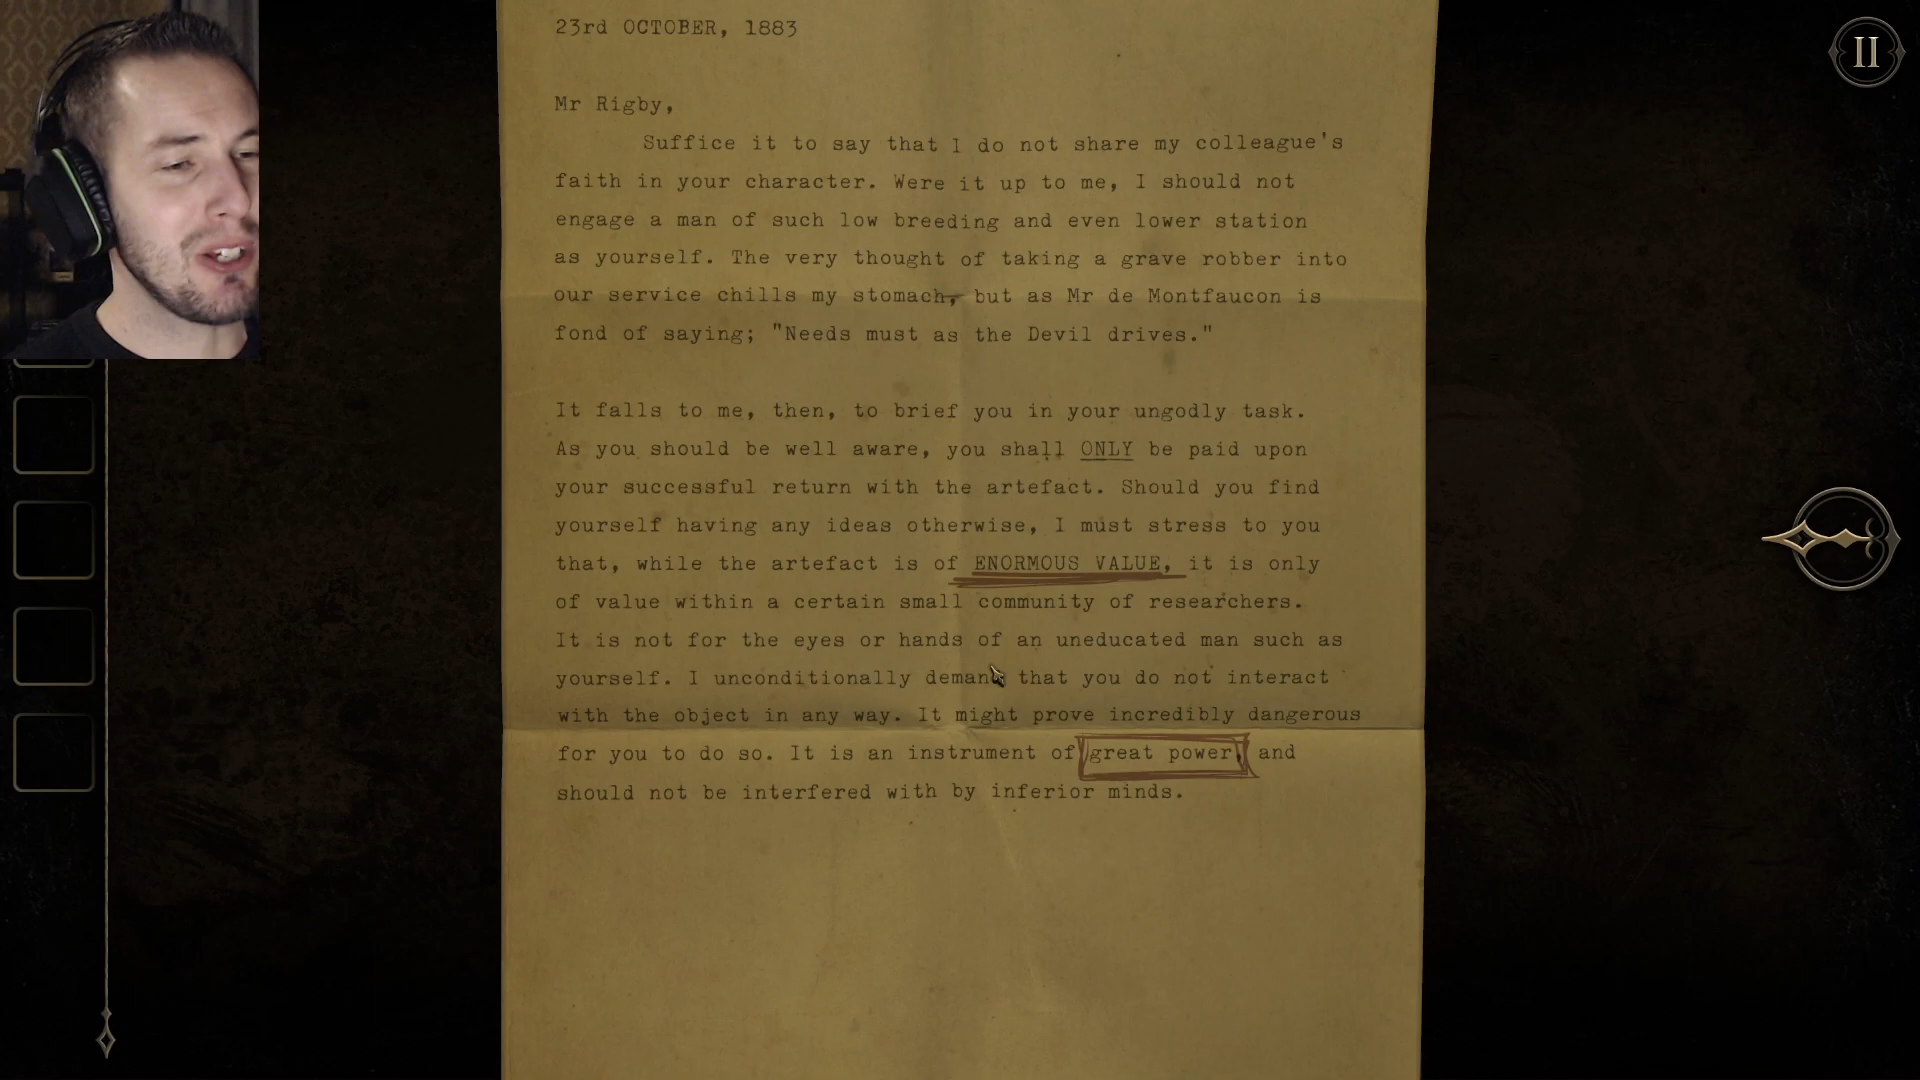 23rd OCTOBER, 1883
Mr Rigby,
Suffice it to say that I do not share my colleague's
faith in your character. Were it up to me, I should not
engage a man of such low breeding and even lower station
as yourself. The very thought of taking a grave robber into
our service chills my stomach, but as Mr de Montfaucon is
fond of saying; "Needs must as the Devil drives."
It falls to me, then, to brief you in your ungodly task.
As you should be well aware, you shall ONLY be paid upon
your successful return with the artefact. Should you find
yourself having any ideas otherwise, I must stress to you
that, while the artefact is of ENORMOUS VALUE, it is only
of value within a certain small community of researchers.
It is not for the eyes or hands of an uneducated man such as
yourself. I unconditionally demand that you do not interact
with the object in any way. It might prove incredibly dangerous
for you to do so. It is an instrument of great power, and
should not be interfered with by inferior minds.